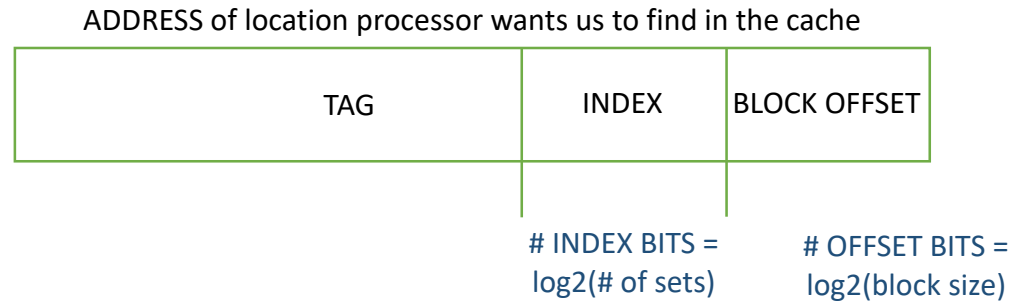 ADDRESS of location processor wants us to find in the cache
TAG
INDEX
BLOCK OFFSET
# INDEX BITS =
log2(# of sets)
# OFFSET BITS =
log2(block size)